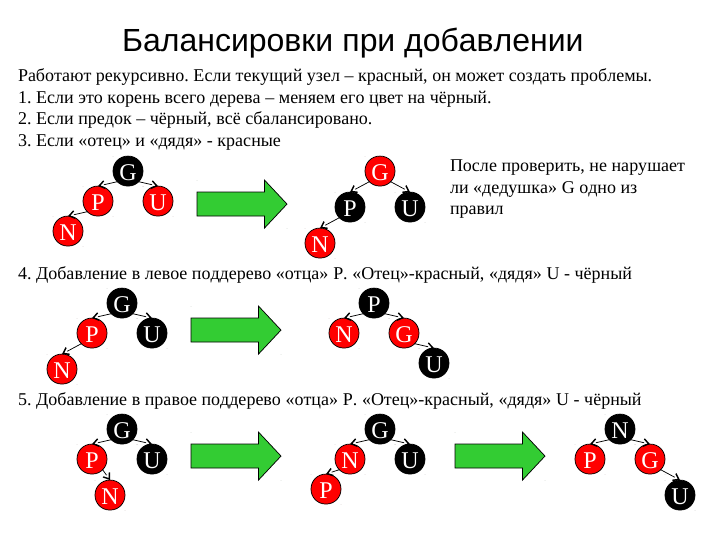 Балансировки при добавлении
Работают рекурсивно. Если текущий узел – красный, он может создать проблемы.
1. Если это корень всего дерева – меняем его цвет на чёрный.
2. Если предок – чёрный, всё сбалансировано.
3. Если «отец» и «дядя» - красные
G
P U
N
G
P U
N
После проверить, не нарушает
ли «дедушка» G одно из
правил
4. Добавление в левое поддерево «отца» P. «Отец»-красный, «дядя» U - чёрный
G
P U
N
P
N G
U
5. Добавление в правое поддерево «отца» P. «Отец»-красный, «дядя» U - чёрный
G
P U
N
G
N U
P
N
P G
U